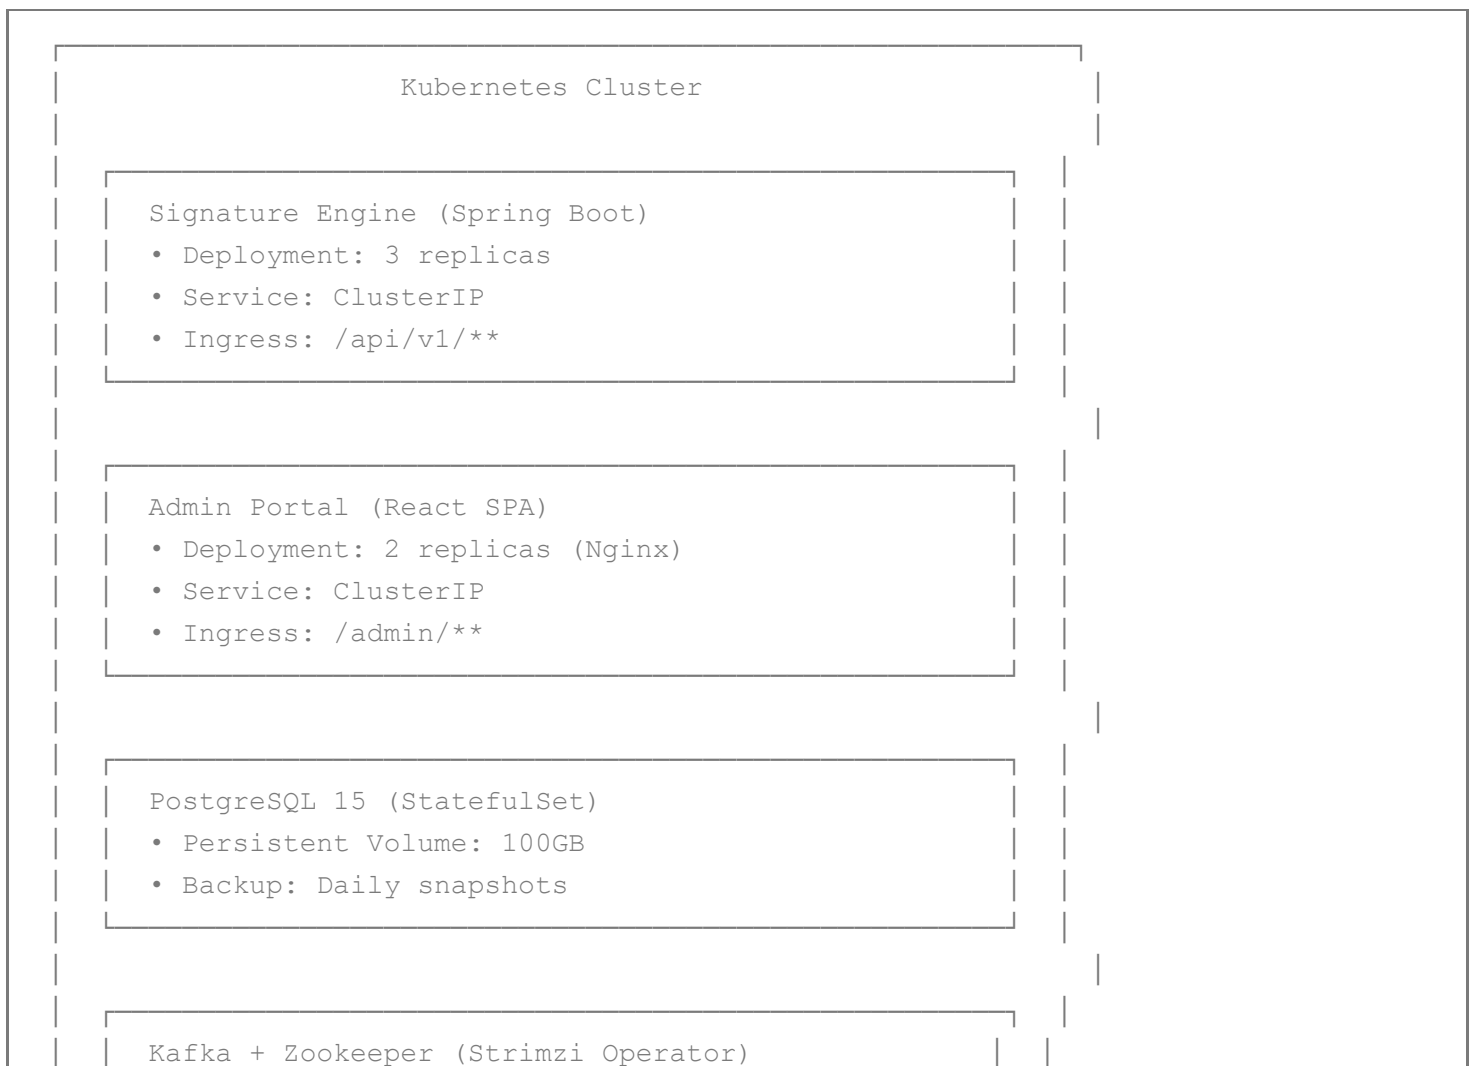 Kubernetes Cluster
Signature Engine (Spring Boot)
• Deployment: 3 replicas
• Service: ClusterIP
• Ingress: /api/v1/**
Admin Portal (React SPA)
• Deployment: 2 replicas (Nginx)
• Service: ClusterIP
• Ingress: /admin/**
PostgreSQL 15 (StatefulSet)
• Persistent Volume: 100GB
• Backup: Daily snapshots
Kafka + Zookeeper (Strimzi Operator)